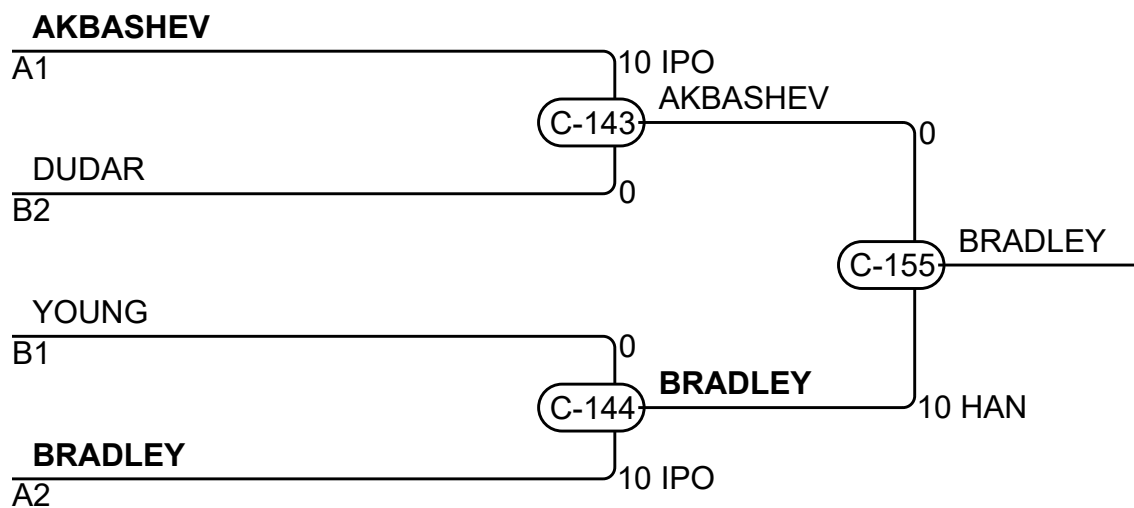 AKBASHEV
A1
10 IPO
AKBASHEV
C-143
0
DUDAR
0
B2
BRADLEY
C-155
YOUNG
B1
0
BRADLEY
C-144
10 HAN
BRADLEY
10 IPO
A2